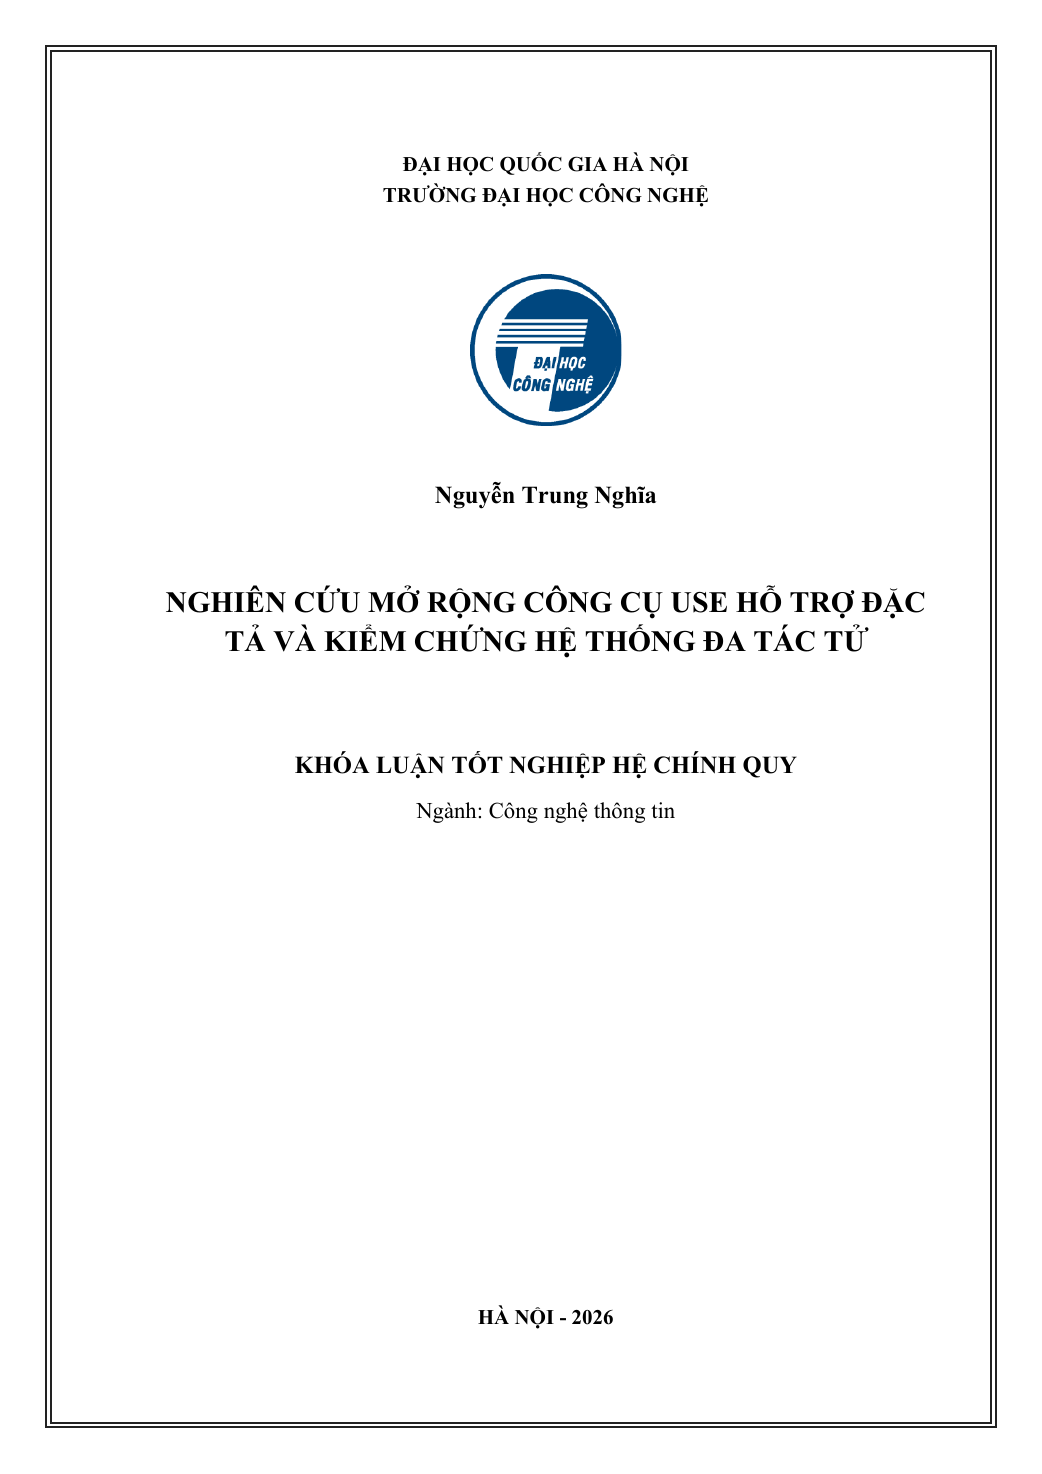 ĐẠI HỌC QUỐC GIA HÀ NỘI
TRƯỜNG ĐẠI HỌC CÔNG NGHỆ
ĐẠI HỌC
CÔNG NGHỆ
Nguyễn Trung Nghĩa
NGHIÊN CỨU MỞ RỘNG CÔNG CỤ USE HỖ TRỢ ĐẶC
TẢ VÀ KIỂM CHỨNG HỆ THỐNG ĐA TÁC TỬ
KHÓA LUẬN TỐT NGHIỆP HỆ CHÍNH QUY
Ngành: Công nghệ thông tin
HÀ NỘI - 2026